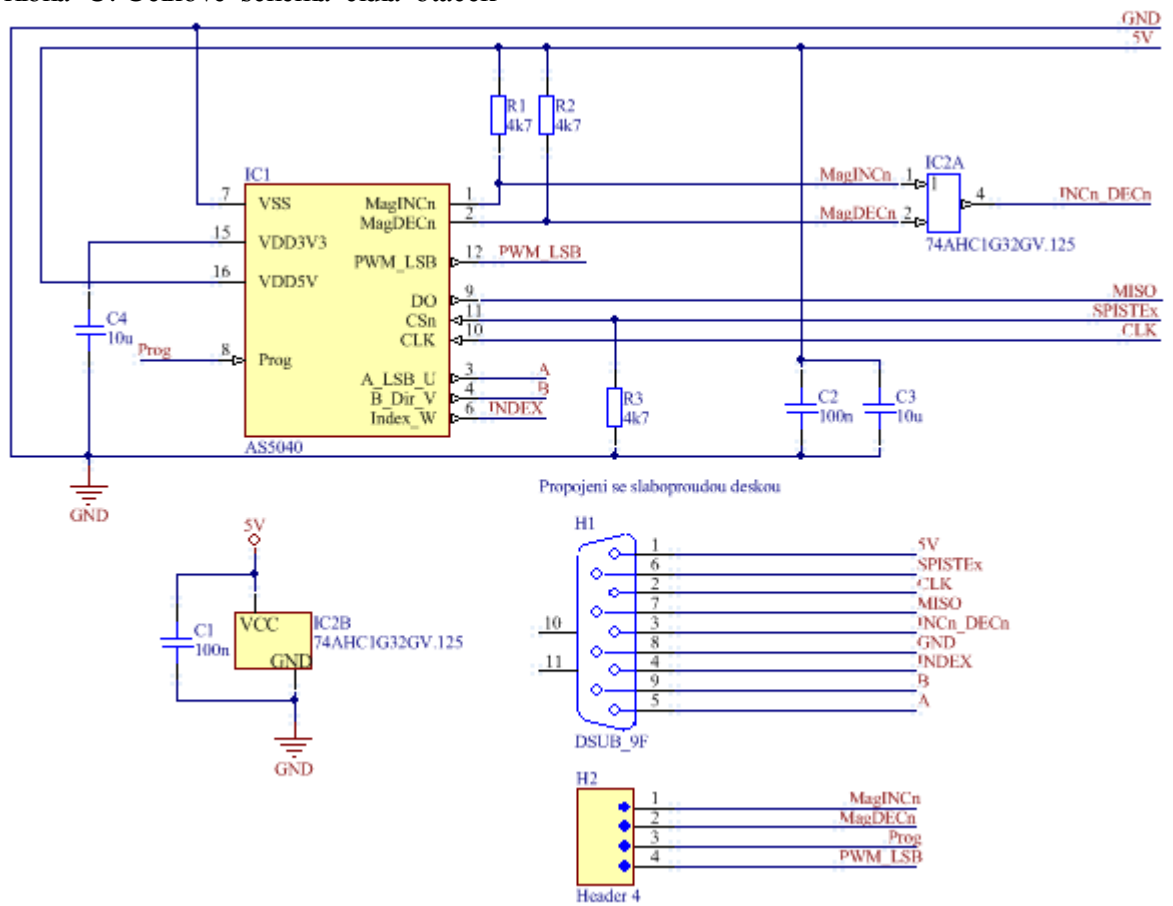 GND
5V
R1
4k7
R2
4k7
IC1
7 VSS
15 VDD3V3
16 VDD5V
Prog 8 Prog
MagINCn 1
MagDECn 2
PWM_LSB 12 PWM_LSB
DO 9 MISO
CSn 11 SPISTEx
CLK 10 CLK
A_LSB_U 3 A
B_Dir_V 4 B
Index_W 6 INDEX
AS5040
C4
10u
GND
MagINCn 1
MagDECn 2
IC2A
1
4 INCn_DECn
74AHC1G32GV.125
R3
4k7
C2
100n
C3
10u
Propojeni se slaboproudou deskou
5V
C1
100n
VCC
GND
IC2B
74AHC1G32GV.125
GND
H1
10
11
1 5V
6 SPISTEx
2 CLK
7 MISO
3 INCn_DECn
8 GND
4 INDEX
9 B
5 A
DSUB_9F
H2
1 MagINCn
2 MagDECn
3 Prog
4 PWM_LSB
Header 4